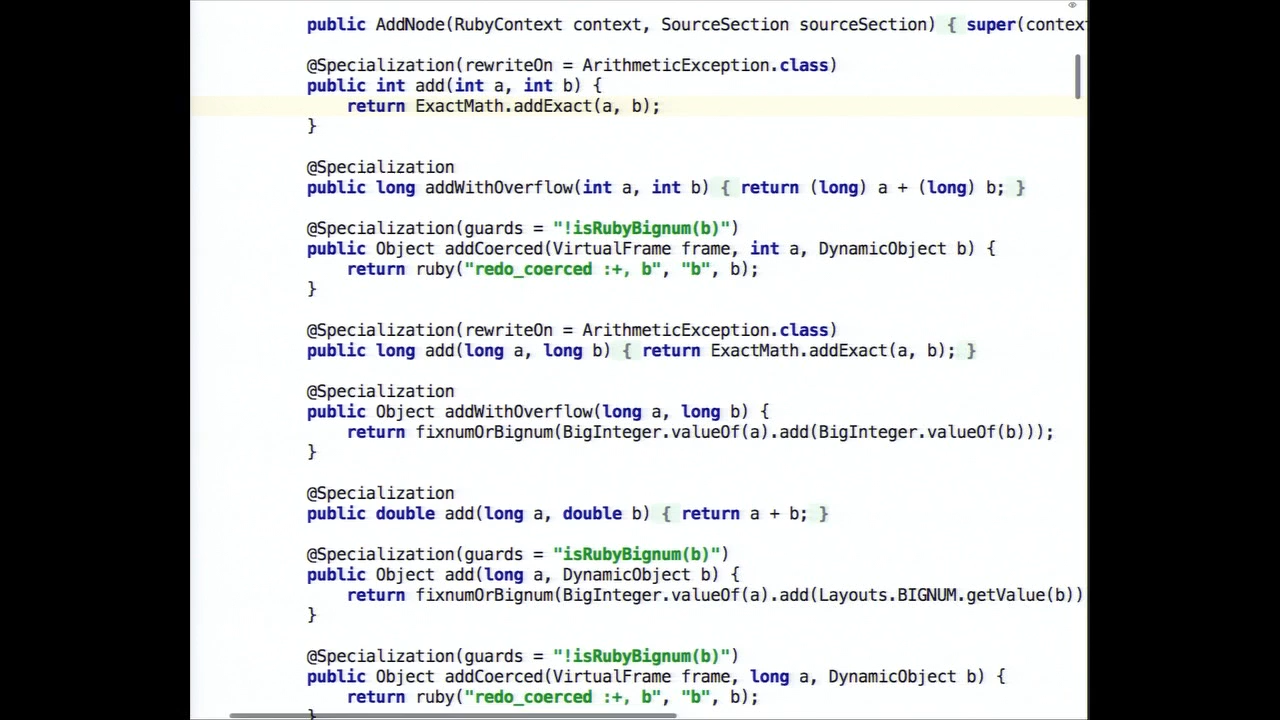 public AddNode(RubyContext context, SourceSection sourceSection) { super(context
@Specialization(rewriteOn = ArithmeticException.class)
public int add(int a, int b) {
return ExactMath.addExact(a, b);
}
@Specialization
public long addWithOverflow(int a, int b) { return (long) a + (long) b; }
@Specialization(guards = "!isRubyBignum(b)")
public Object addCoerced(VirtualFrame frame, int a, DynamicObject b) {
return ruby("redo_coerced :+, b", "b", b);
}
@Specialization(rewriteOn = ArithmeticException.class)
public long add(long a, long b) { return ExactMath.addExact(a, b); }
@Specialization
public Object addWithOverflow(long a, long b) {
return fixnumOrBignum(BigInteger.valueOf(a).add(BigInteger.valueOf(b)));
}
@Specialization
public double add(long a, double b) { return a + b; }
@Specialization(guards = "isRubyBignum(b)")
public Object add(long a, DynamicObject b) {
return fixnumOrBignum(BigInteger.valueOf(a).add(Layouts.BIGNUM.getValue(b))
}
@Specialization(guards = "!isRubyBignum(b)")
public Object addCoerced(VirtualFrame frame, long a, DynamicObject b) {
return ruby("redo_coerced :+, b", "b", b);
}